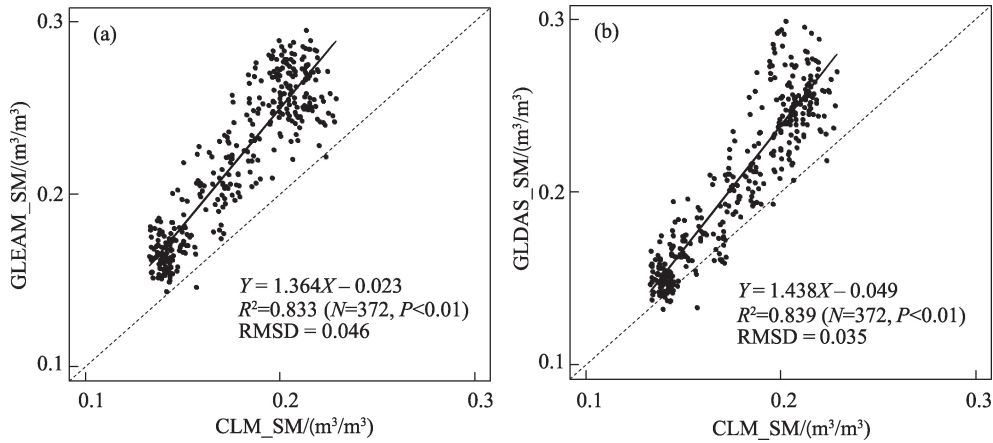 (a)
0.3
0.2
0.1
GLEAM_SM/(m³/m³)
Y = 1.364X – 0.023
R²=0.833 (N=372, P<0.01)
RMSD = 0.046
0.1 0.2 0.3
CLM_SM/(m³/m³)
(b)
0.3
0.2
0.1
GLDAS_SM/(m³/m³)
Y = 1.438X – 0.049
R²=0.839 (N=372, P<0.01)
RMSD = 0.035
0.1 0.2 0.3
CLM_SM/(m³/m³)